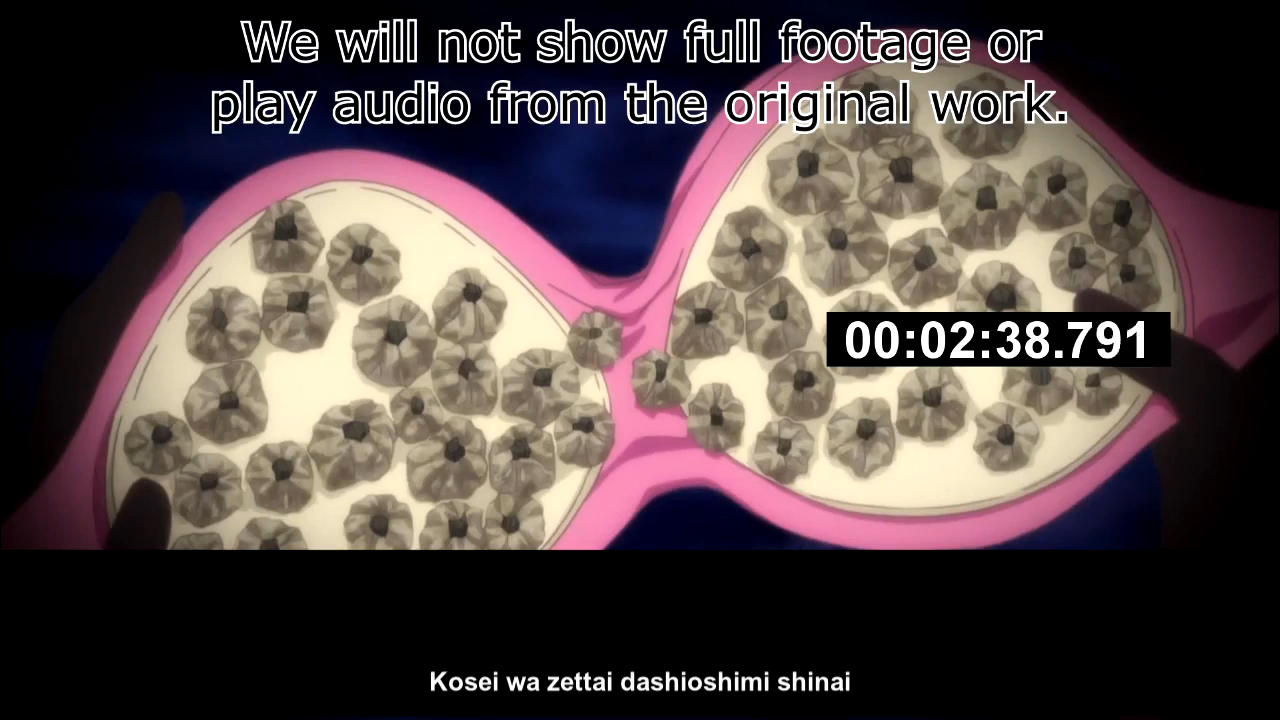 We will not show full footage or
play audio from the original work.
00:02:38.791
Kosei wa zettai dashioshimi shinai